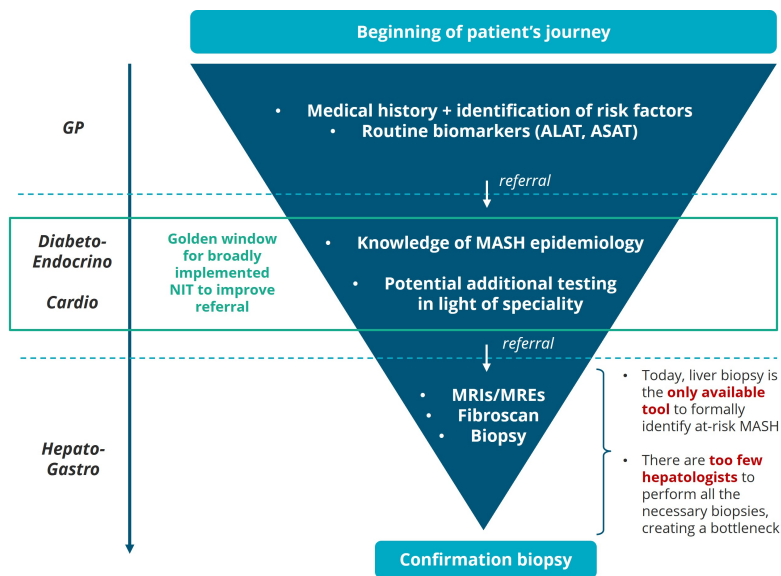 Beginning of patient's journey
GP
• Medical history + identification of risk factors
• Routine biomarkers (ALAT, ASAT)
referral
Diabeto-
Endocrino
Cardio
Golden window
for broadly
implemented
NIT to improve
referral
• Knowledge of MASH epidemiology
• Potential additional testing
in light of speciality
referral
Hepato-
Gastro
• MRIs/MREs
• Fibroscan
• Biopsy
• Today, liver biopsy is
the only available
tool to formally
identify at-risk MASH
• There are too few
hepatologists to
perform all the
necessary biopsies,
creating a bottleneck
Confirmation biopsy